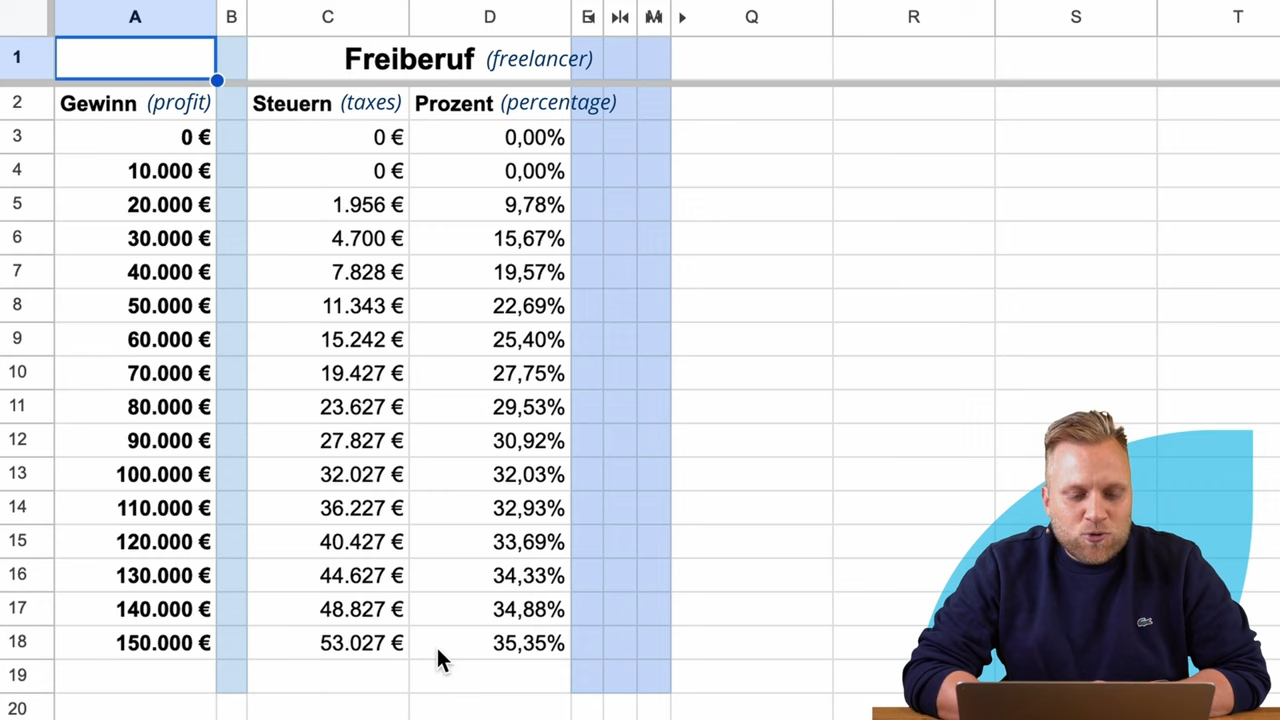 A B C D E M Q R S T
1 Freiberuf (freelancer)
2 Gewinn (profit) Steuern (taxes) Prozent (percentage)
3 0 € 0 € 0,00%
4 10.000 € 0 € 0,00%
5 20.000 € 1.956 € 9,78%
6 30.000 € 4.700 € 15,67%
7 40.000 € 7.828 € 19,57%
8 50.000 € 11.343 € 22,69%
9 60.000 € 15.242 € 25,40%
10 70.000 € 19.427 € 27,75%
11 80.000 € 23.627 € 29,53%
12 90.000 € 27.827 € 30,92%
13 100.000 € 32.027 € 32,03%
14 110.000 € 36.227 € 32,93%
15 120.000 € 40.427 € 33,69%
16 130.000 € 44.627 € 34,33%
17 140.000 € 48.827 € 34,88%
18 150.000 € 53.027 € 35,35%
19
20